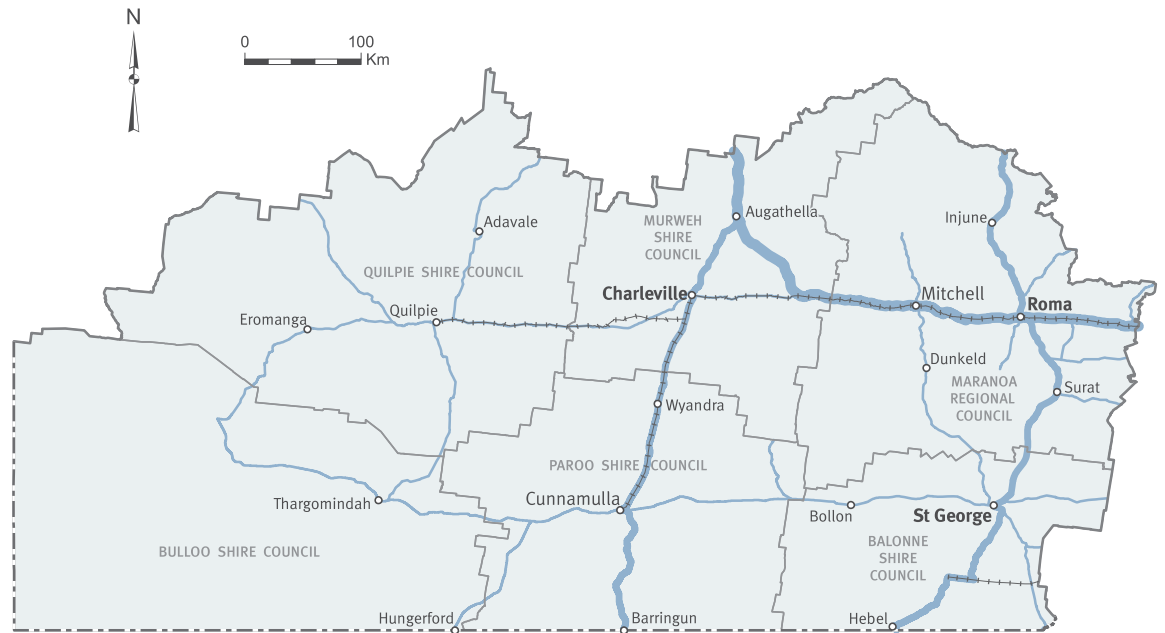 N
0 100
Km
Adavale
MURWEH
SHIRE
COUNCIL
Augathella
Injune
QUILPIE SHIRE COUNCIL
Charleville
Mitchell
Roma
Quilpie
Eromanga
Dunkeld
MARANOA
REGIONAL
COUNCIL
Surat
Wyandra
PAROO SHIRE COUNCIL
Thargomindah
Cunnamulla
Bollon
St George
BULLOO SHIRE COUNCIL
BALONNE
SHIRE
COUNCIL
Hungerford
Barringun
Hebel